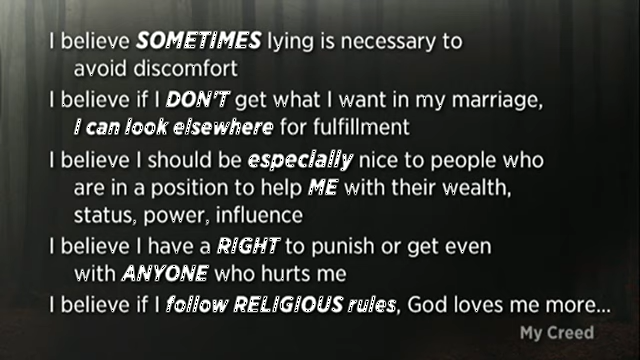 I believe SOMETIMES lying is necessary to
avoid discomfort
I believe if I DON'T get what I want in my marriage,
I can look elsewhere for fulfillment
I believe I should be especially nice to people who
are in a position to help ME with their wealth,
status, power, influence
I believe I have a RIGHT to punish or get even
with ANYONE who hurts me
I believe if I follow RELIGIOUS rules, God loves me more...
My Creed